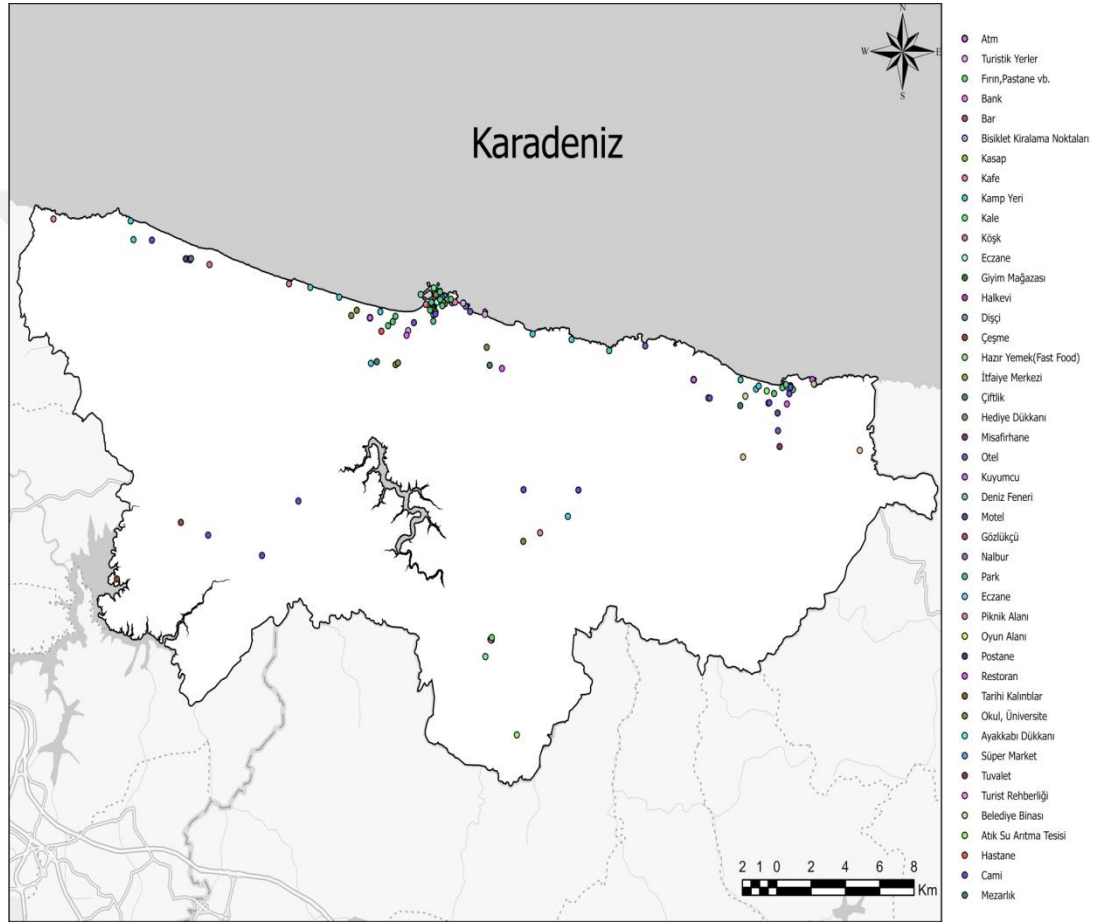 N
W
E
S
Karadeniz
Atm
Turistik Yerler
Fırın,Pastane vb.
Bank
Bar
Bisiklet Kiralama Noktaları
Kasap
Kafe
Kamp Yeri
Kale
Köşk
Eczane
Giyim Mağazası
Halkevi
Dişçi
Çeşme
Hazır Yemek(Fast Food)
İtfaiye Merkezi
Çiftlik
Hediye Dükkanı
Misafirhane
Otel
Kuyumcu
Deniz Feneri
Motel
Gözlükçü
Nalbur
Park
Eczane
Piknik Alanı
Oyun Alanı
Postane
Restoran
Tarihi Kalıntılar
Okul, Üniversite
Ayakkabı Dükkanı
Süper Market
Tuvalet
Turist Rehberliği
Belediye Binası
Atık Su Arıtma Tesisi
Hastane
Cami
Mezarlık
2 1 0 2 4 6 8
Km